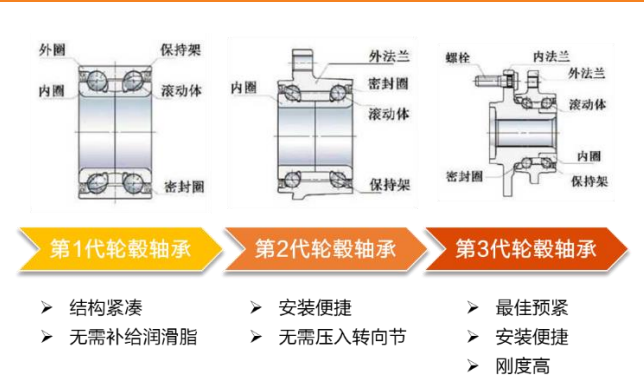 外圈
保持架
内圈
滚动体
密封圈
外法兰
内圈
密封圈
滚动体
保持架
螺栓
内法兰
外法兰
滚动体
内圈
密封圈
保持架
第1代轮毂轴承
第2代轮毂轴承
第3代轮毂轴承
➢ 结构紧凑
➢ 无需补给润滑脂
➢ 安装便捷
➢ 无需压入转向节
➢ 最佳预紧
➢ 安装便捷
➢ 刚度高